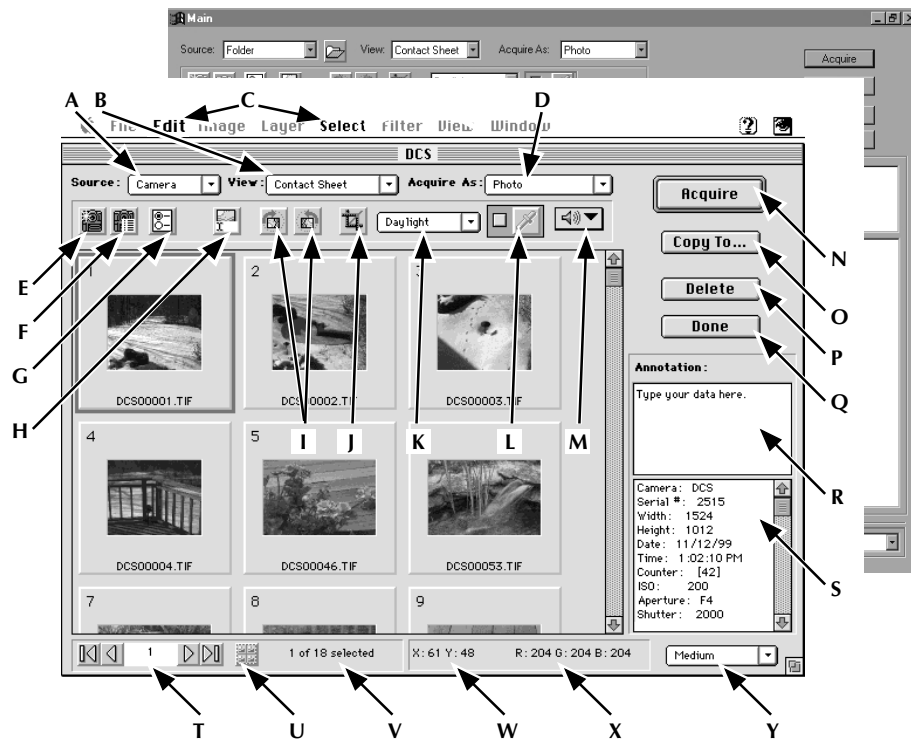 Main
Source: Folder View: Contact Sheet Acquire As: Photo
Acquire
A B C D
File Edit Image Layer Select Filter View Window
DCS
Source: Camera View: Contact Sheet Acquire As: Photo
Acquire
Daylight
Copy To...
N
E
1 2 3
Delete
O
F
Done
P
G
Annotation:
DCS00001.TIF DCS00002.TIF DCS00003.TIF
Type your data here.
Q
H I J K L M
4 5
R
Camera: DCS
Serial #: 2515
Width: 1524
Height: 1012
Date: 11/12/99
Time: 1:02:10 PM
Counter: [42]
ISO: 200
Aperture: F4
Shutter: 2000
S
DCS00004.TIF DCS00046.TIF DCS00053.TIF
7 8 9
1 1 of 18 selected X: 61 Y: 48 R: 204 G: 204 B: 204 Medium
T U V W X Y